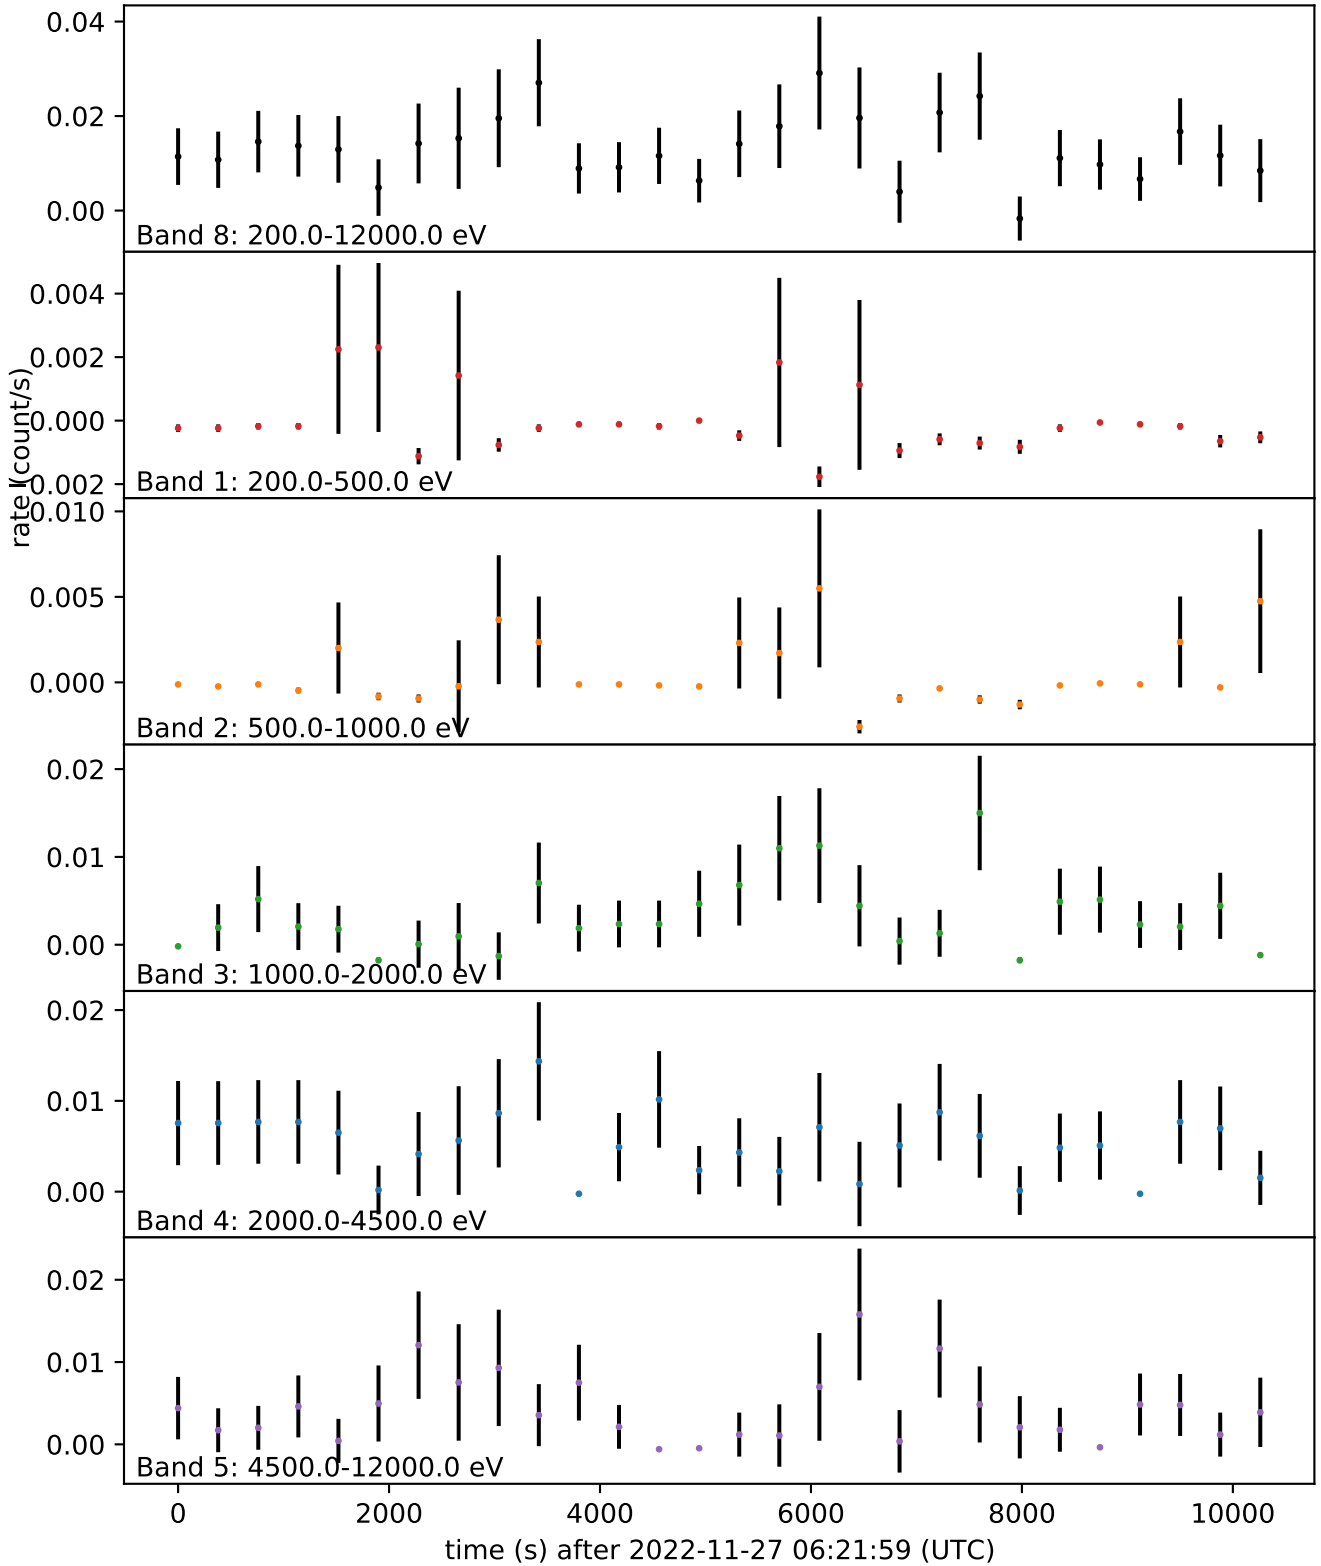 0.04
0.02
0.00
Band 8: 200.0-12000.0 eV
0.004
0.002
0.000
0.002
Band 1: 200.0-500.0 eV
rate (count/s)
0.010
0.005
0.000
Band 2: 500.0-1000.0 eV
0.02
0.01
0.00
Band 3: 1000.0-2000.0 eV
0.02
0.01
0.00
Band 4: 2000.0-4500.0 eV
0.02
0.01
0.00
Band 5: 4500.0-12000.0 eV
0 2000 4000 6000 8000 10000
time (s) after 2022-11-27 06:21:59 (UTC)